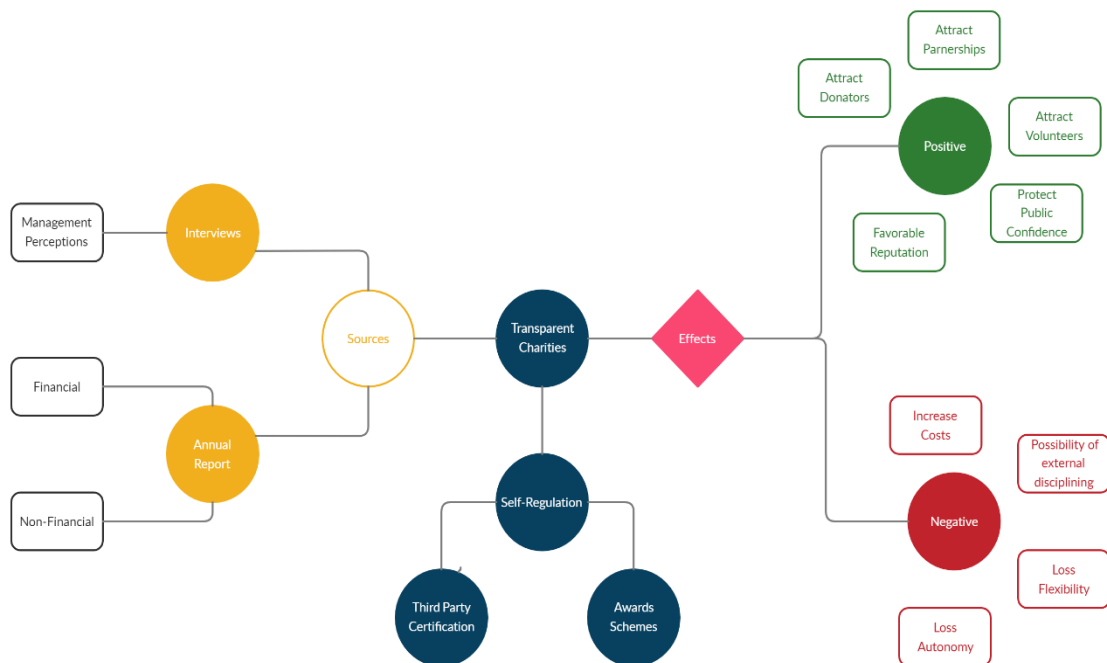 Attract
Parnerships
Attract
Donators
Attract
Volunteers
Positive
Protect
Public
Confidence
Favorable
Reputation
Management
Perceptions
Interviews
Sources
Transparent
Charities
Effects
Financial
Annual
Report
Non-Financial
Self-Regulation
Third Party
Certification
Awards
Schemes
Increase
Costs
Possibility of
external
disciplining
Negative
Loss
Flexibility
Loss
Autonomy